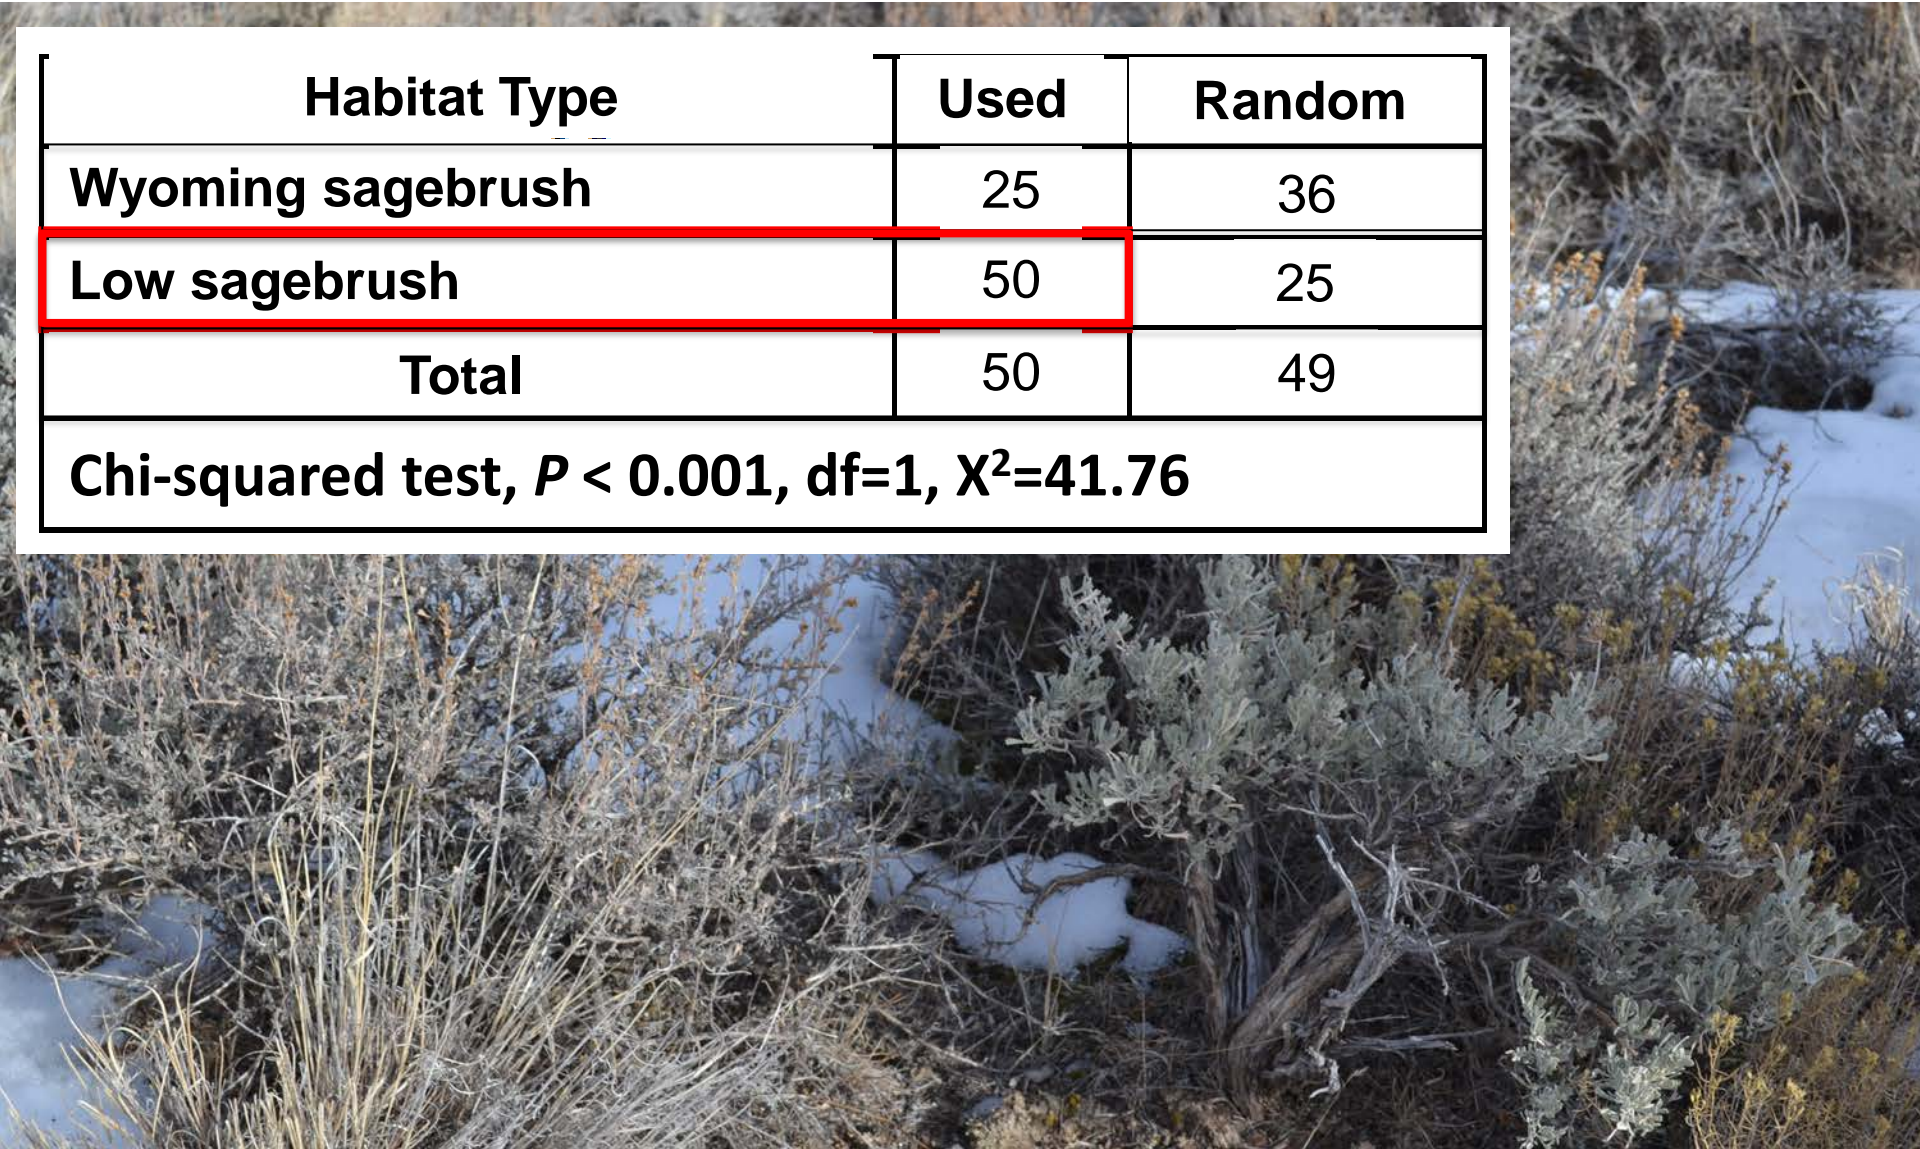 Habitat Type Used Random
Wyoming sagebrush 25 36
Low sagebrush 50 25
Total 50 49
Chi-squared test, P < 0.001, df=1, X²=41.76